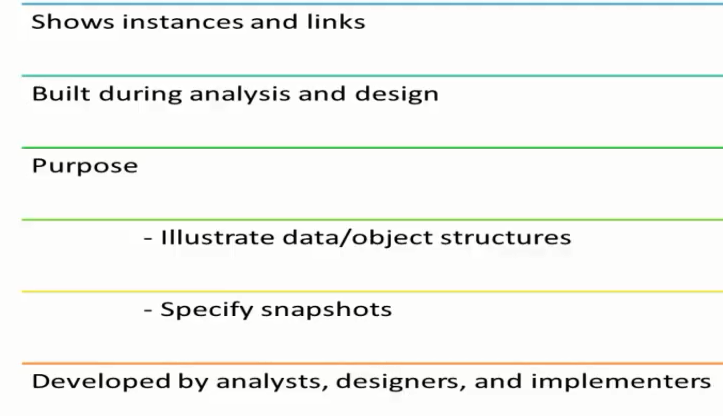 Shows instances and links
Built during analysis and design
Purpose
- Illustrate data/object structures
- Specify snapshots
Developed by analysts, designers, and implementers